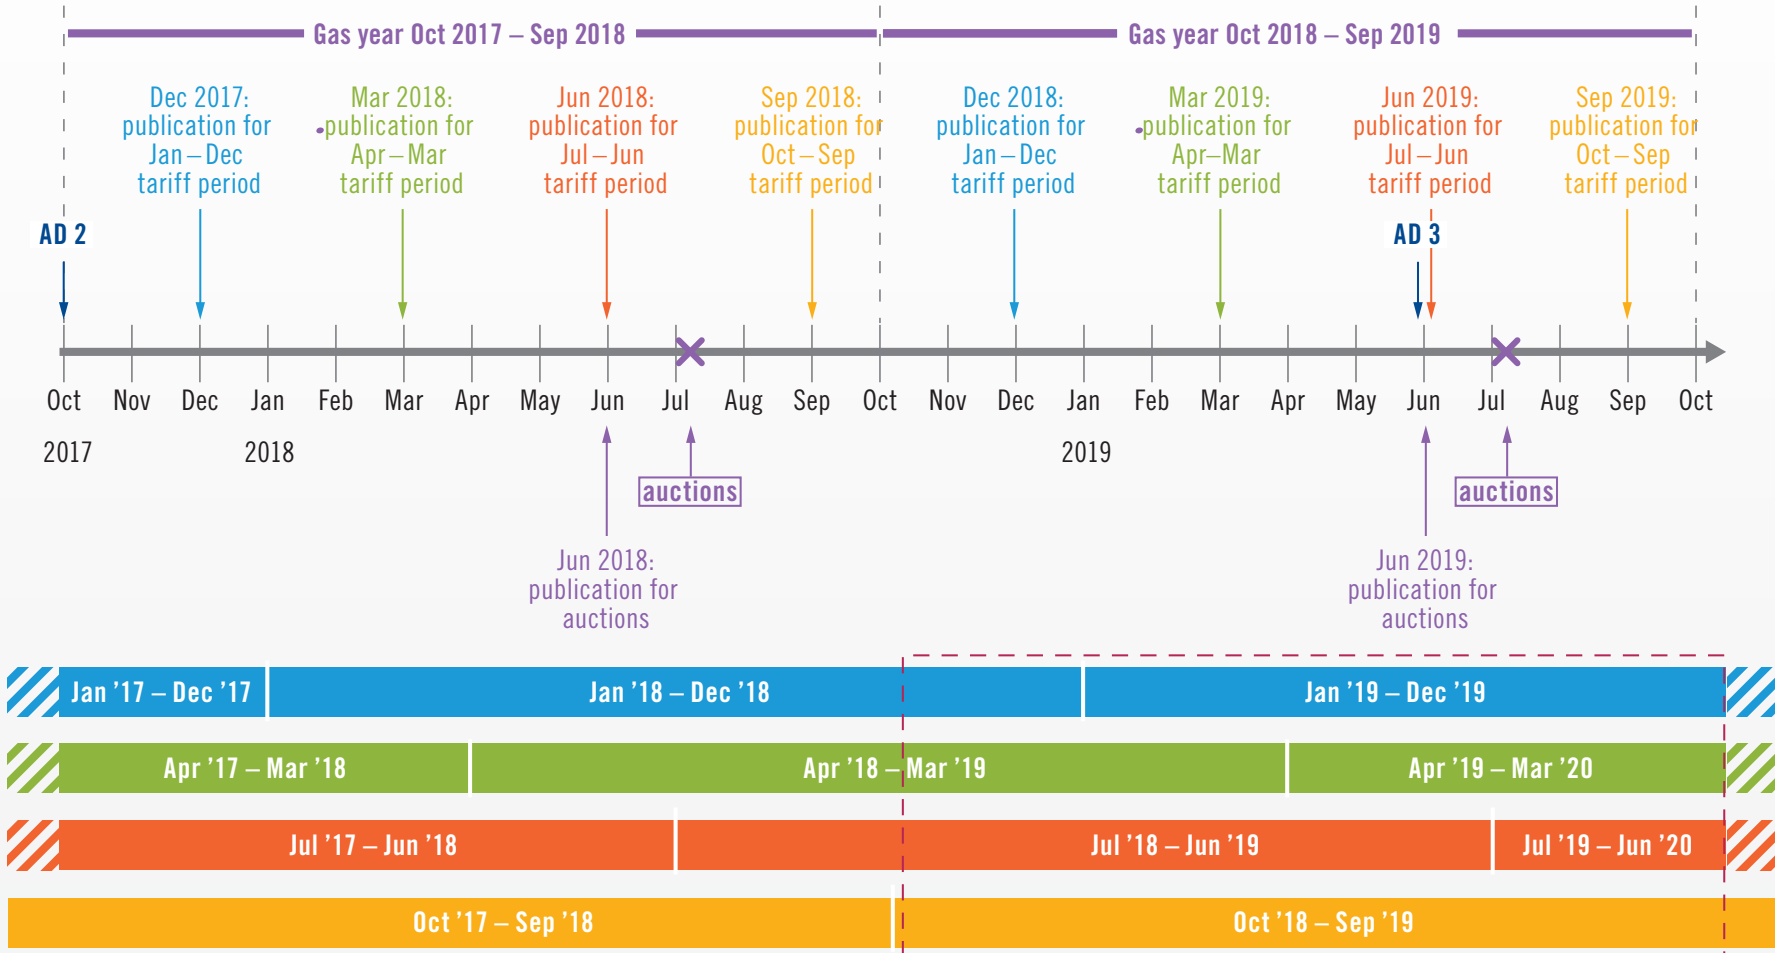 Gas year Oct 2017 – Sep 2018
Gas year Oct 2018 – Sep 2019
Dec 2017:
publication for
Jan – Dec
tariff period
Mar 2018:
publication for
Apr – Mar
tariff period
Jun 2018:
publication for
Jul – Jun
tariff period
Sep 2018:
publication for
Oct – Sep
tariff period
Dec 2018:
publication for
Jan – Dec
tariff period
Mar 2019:
publication for
Apr–Mar
tariff period
Jun 2019:
publication for
Jul – Jun
tariff period
Sep 2019:
publication for
Oct – Sep
tariff period
AD 2
AD 3
Oct Nov Dec Jan Feb Mar Apr May Jun Jul Aug Sep Oct Nov Dec Jan Feb Mar Apr May Jun Jul Aug Sep Oct
2017 2018 2019
auctions
auctions
Jun 2018:
publication for
auctions
Jun 2019:
publication for
auctions
Jan ’17 – Dec ’17
Jan ’18 – Dec ’18
Jan ’19 – Dec ’19
Apr ’17 – Mar ’18
Apr ’18 – Mar ’19
Apr ’19 – Mar ’20
Jul ’17 – Jun ’18
Jul ’18 – Jun ’19
Jul ’19 – Jun ’20
Oct ’17 – Sep ’18
Oct ’18 – Sep ’19